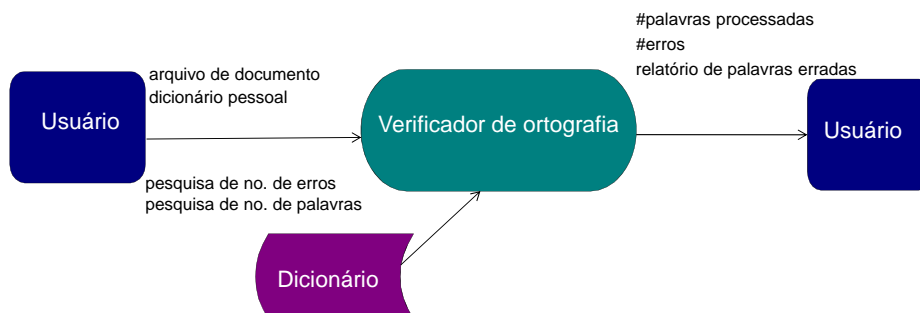 #palavras processadas
#erros
relatório de palavras erradas
arquivo de documento
dicionário pessoal
Usuário
Verificador de ortografia
Usuário
pesquisa de no. de erros
pesquisa de no. de palavras
Dicionário